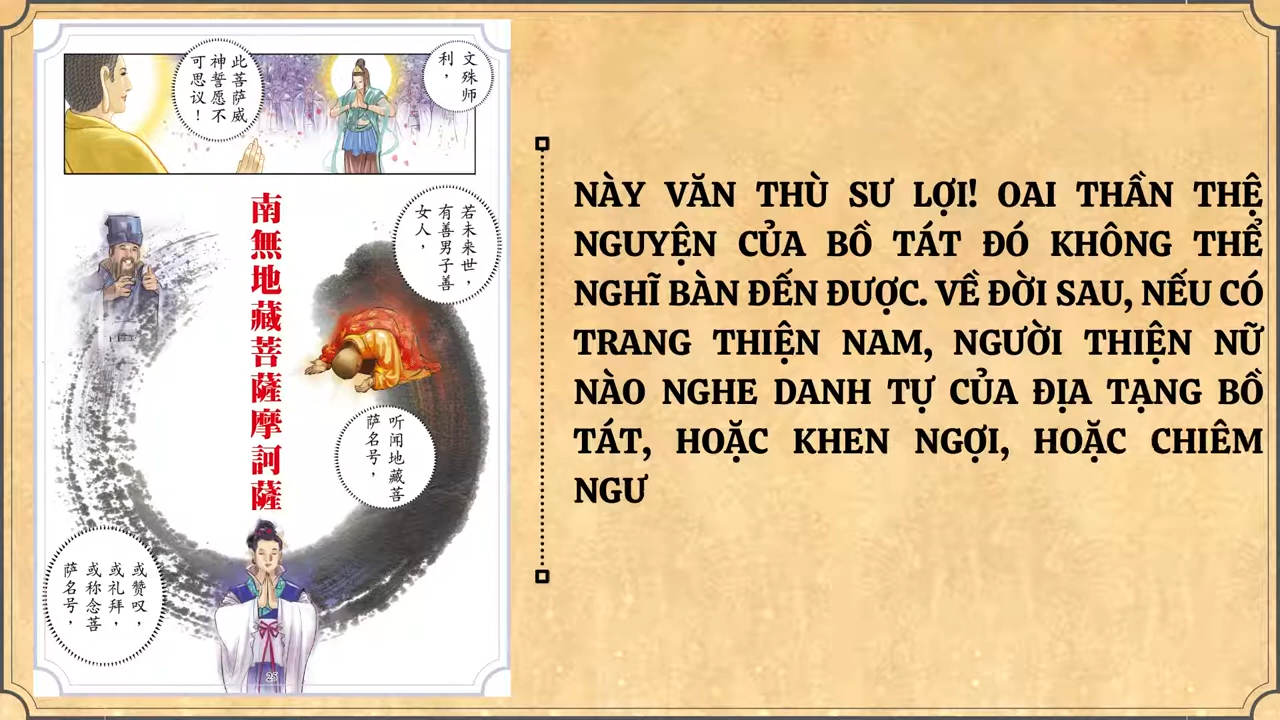 文殊师
利，
此菩萨威
神誓愿不
可思议！
南無地藏菩薩摩訶薩
若未来世，
有善男子善
女人，
听闻地藏菩
萨名号，
或赞叹，
或礼拜，
或称念菩
萨名号，
25
NÀY VĂN THÙ SƯ LỢI! OAI THẦN THỆ
NGUYỆN CỦA BỒ TÁT ĐÓ KHÔNG THỂ
NGHĨ BÀN ĐẾN ĐƯỢC. VỀ ĐỜI SAU, NẾU CÓ
TRANG THIỆN NAM, NGƯỜI THIỆN NỮ
NÀO NGHE DANH TỰ CỦA ĐỊA TẠNG BỒ
TÁT, HOẶC KHEN NGỢI, HOẶC CHIÊM
NGƯ